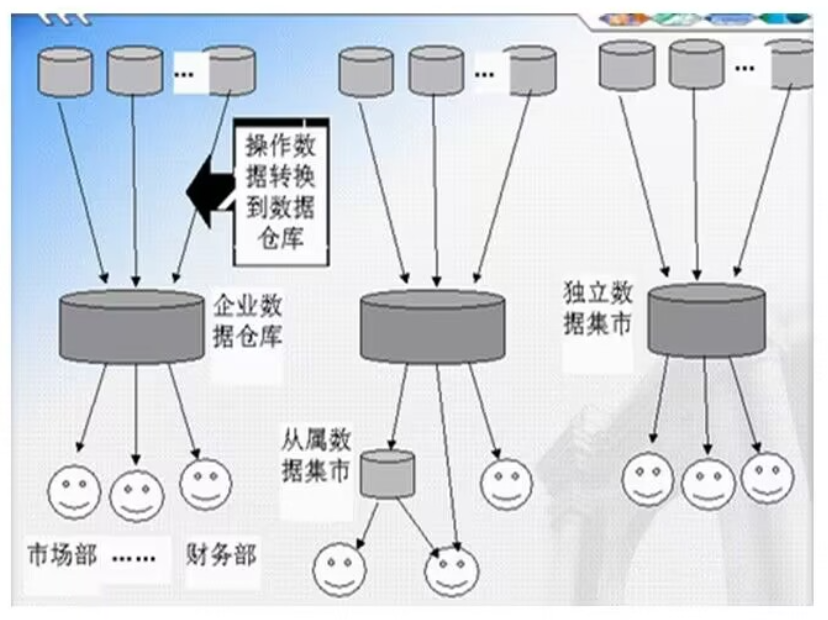 ...
...
...
操作数
据转换
到数据
仓库
企业数
据仓库
独立数
据集市
从属数
据集市
市场部 …… 财务部